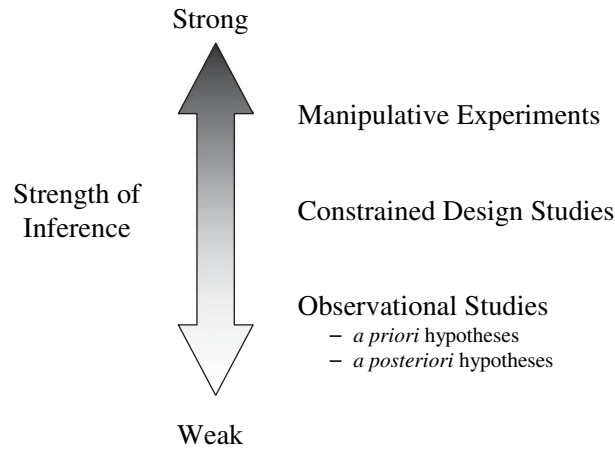 Strong
Manipulative Experiments
Strength of
Inference
Constrained Design Studies
Observational Studies
– a priori hypotheses
– a posteriori hypotheses
Weak